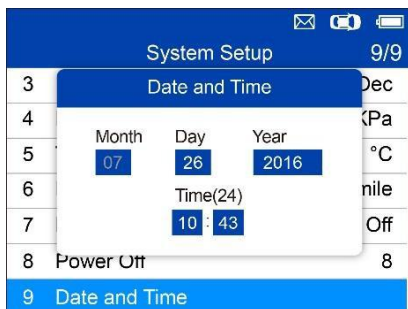 System Setup 9/9
Date and Time
3 Dec
4 KPa
5 °C
6 mile
7 Off
8 Power Off 8
9 Date and Time
Month Day Year
07 26 2016
Time(24)
10 : 43